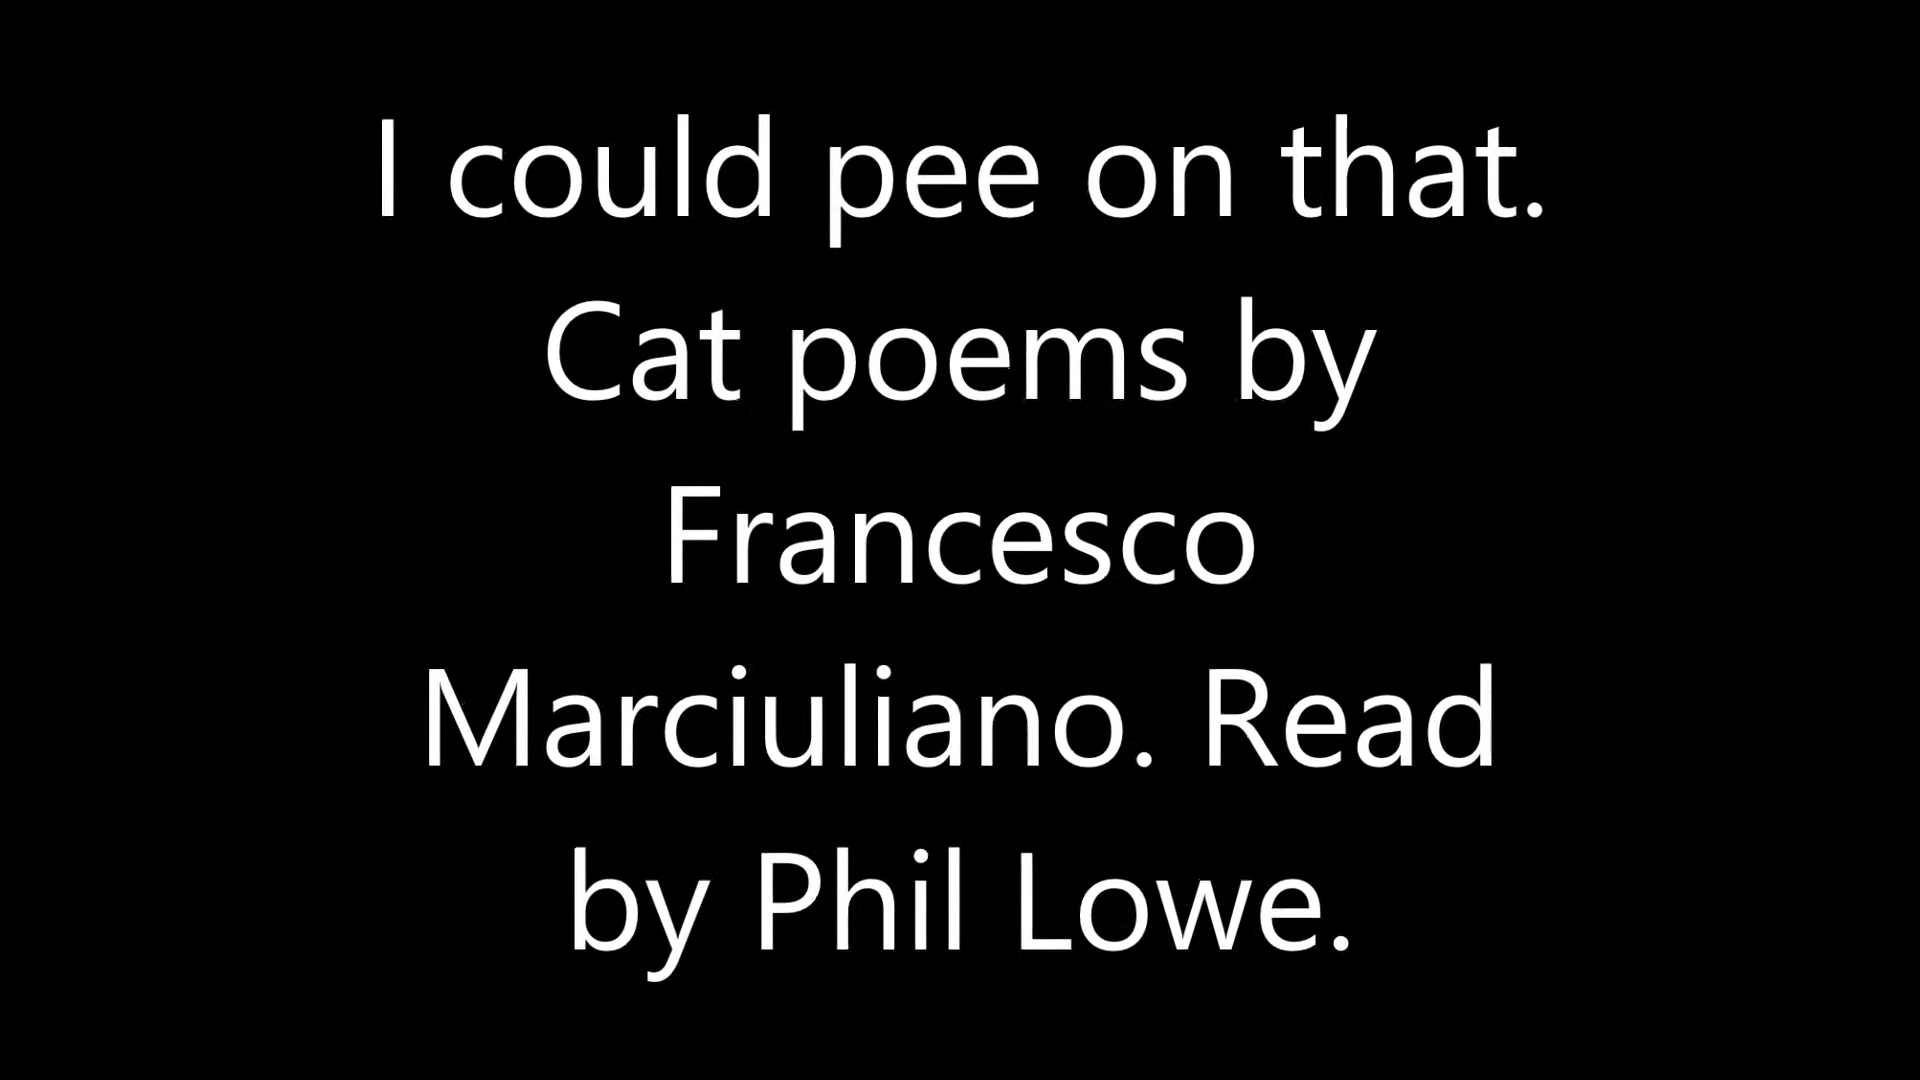 I could pee on that.
Cat poems by
Francesco
Marciuliano. Read
by Phil Lowe.